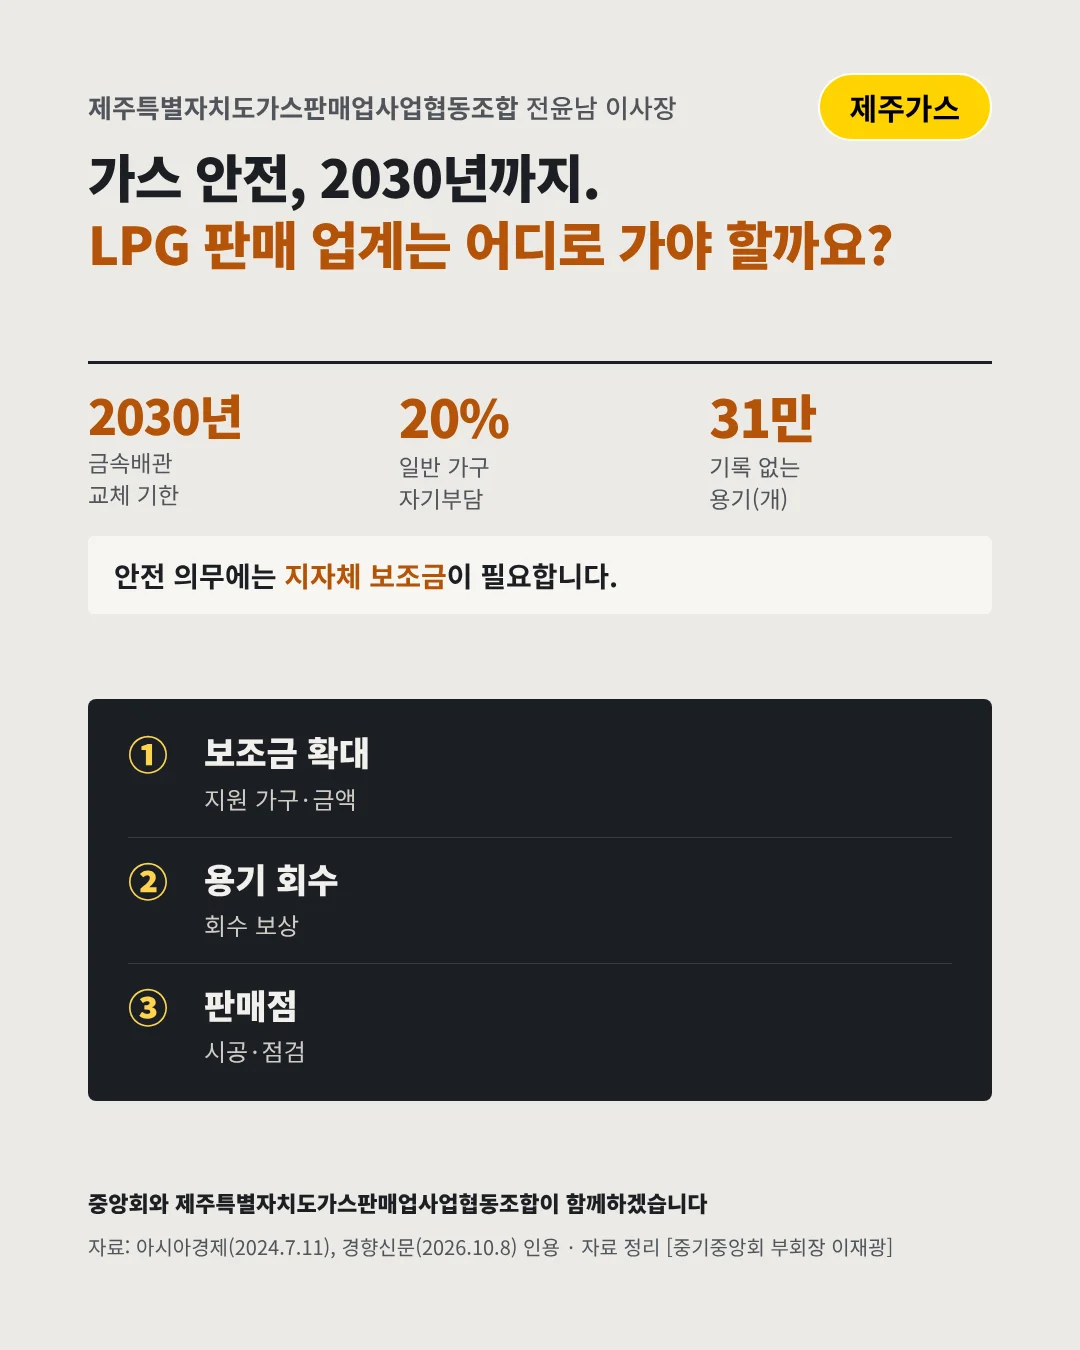 제주특별자치도가스판매업사업협동조합 전윤남 이사장
제주가스
가스 안전, 2030년까지.
LPG 판매 업계는 어디로 가야 할까요?
2030년
금속배관
교체 기한
20%
일반 가구
자기부담
31만
기록 없는
용기(개)
안전 의무에는 지자체 보조금이 필요합니다.
① 보조금 확대
지원 가구·금액
② 용기 회수
회수 보상
③ 판매점
시공·점검
중앙회와 제주특별자치도가스판매업사업협동조합이 함께하겠습니다
자료: 아시아경제(2024.7.11), 경향신문(2026.10.8) 인용 · 자료 정리 [중기중앙회 부회장 이재광]